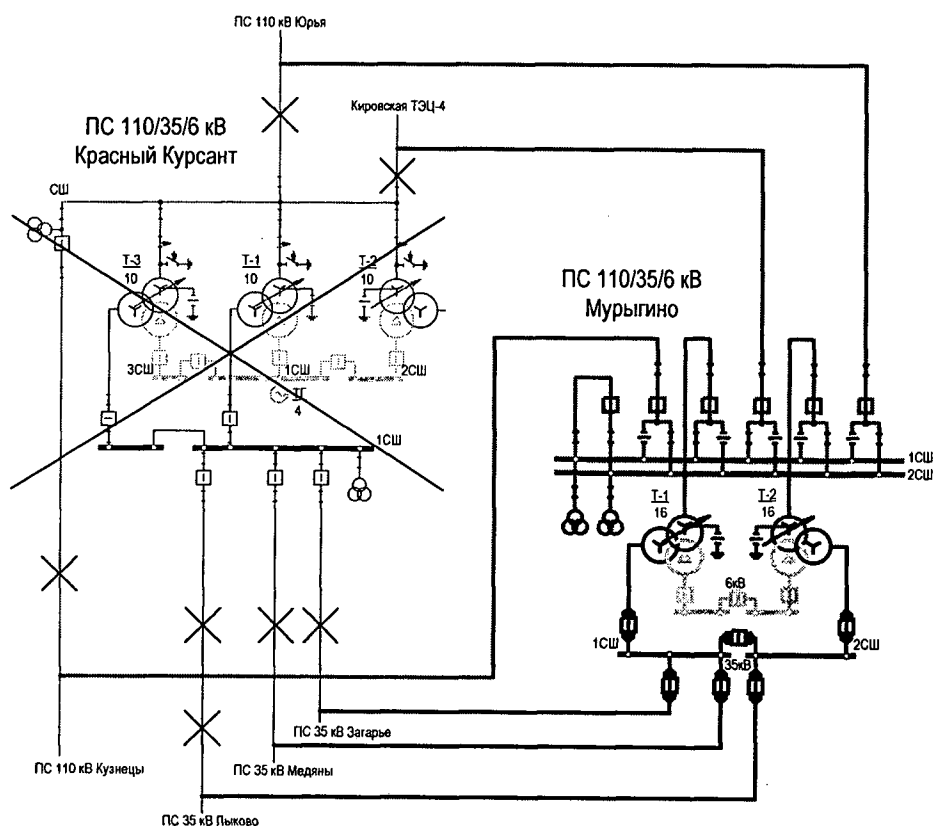 ПС 110 кВ Юрья
Кировская ТЭЦ-4
ПС 110/35/6 кВ
Красный Курсант
СШ
Т-3
10
Т-1
10
Т-2
10
ПС 110/35/6 кВ
Мурыгино
3СШ
1СШ
2СШ
4
1СШ
1СШ
2СШ
Т-1
16
Т-2
16
6кВ
1СШ
2СШ
35кВ
ПС 35 кВ Загарье
ПС 110 кВ Кузнецы
ПС 35 кВ Медяны
ПС 35 кВ Лыково